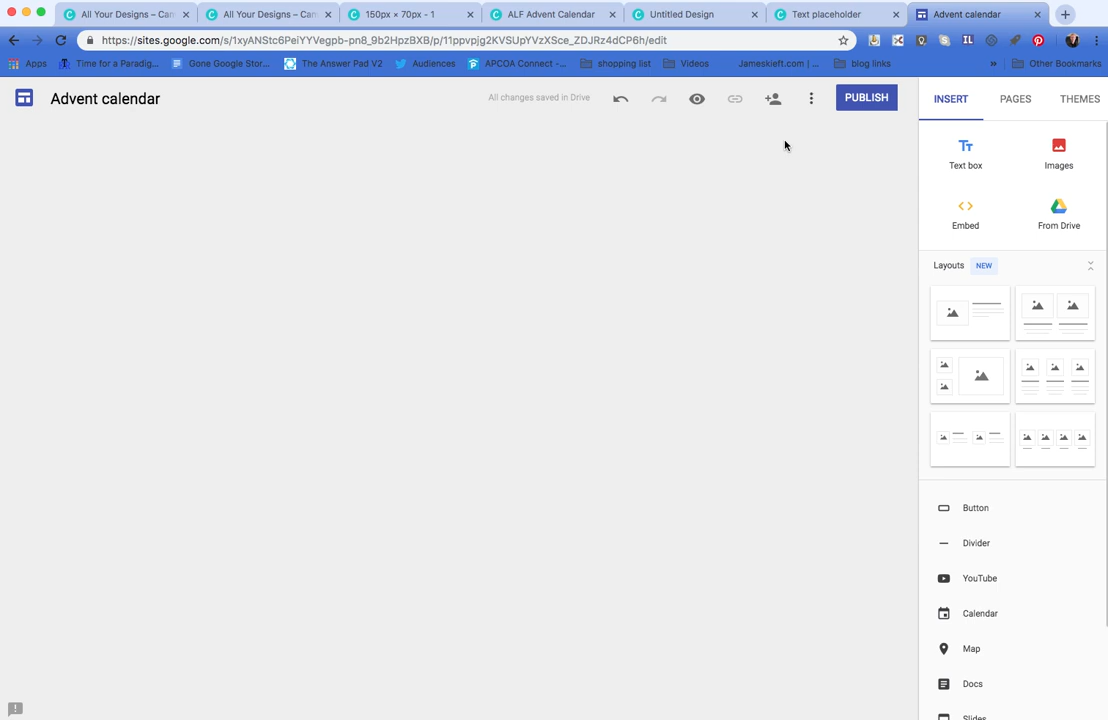 All Your Designs – Can
All Your Designs – Can
150px × 70px - 1
ALF Advent Calendar
Untitled Design
Text placeholder
Advent calendar
https://sites.google.com/s/1xyANStc6PeiYYVegpb-pn8_9b2HpzBXB/p/11ppvpjg2KVSUpYVzXSce_ZDJRz4dCP6h/edit
Apps
Time for a Paradig...
Gone Google Stor...
The Answer Pad V2
Audiences
APCOA Connect -...
shopping list
Videos
Jameskieft.com | ...
blog links
»
Other Bookmarks
Advent calendar
All changes saved in Drive
PUBLISH
INSERT
PAGES
THEMES
Text box
Images
Embed
From Drive
Layouts
NEW
Button
Divider
YouTube
Calendar
Map
Docs
Slides